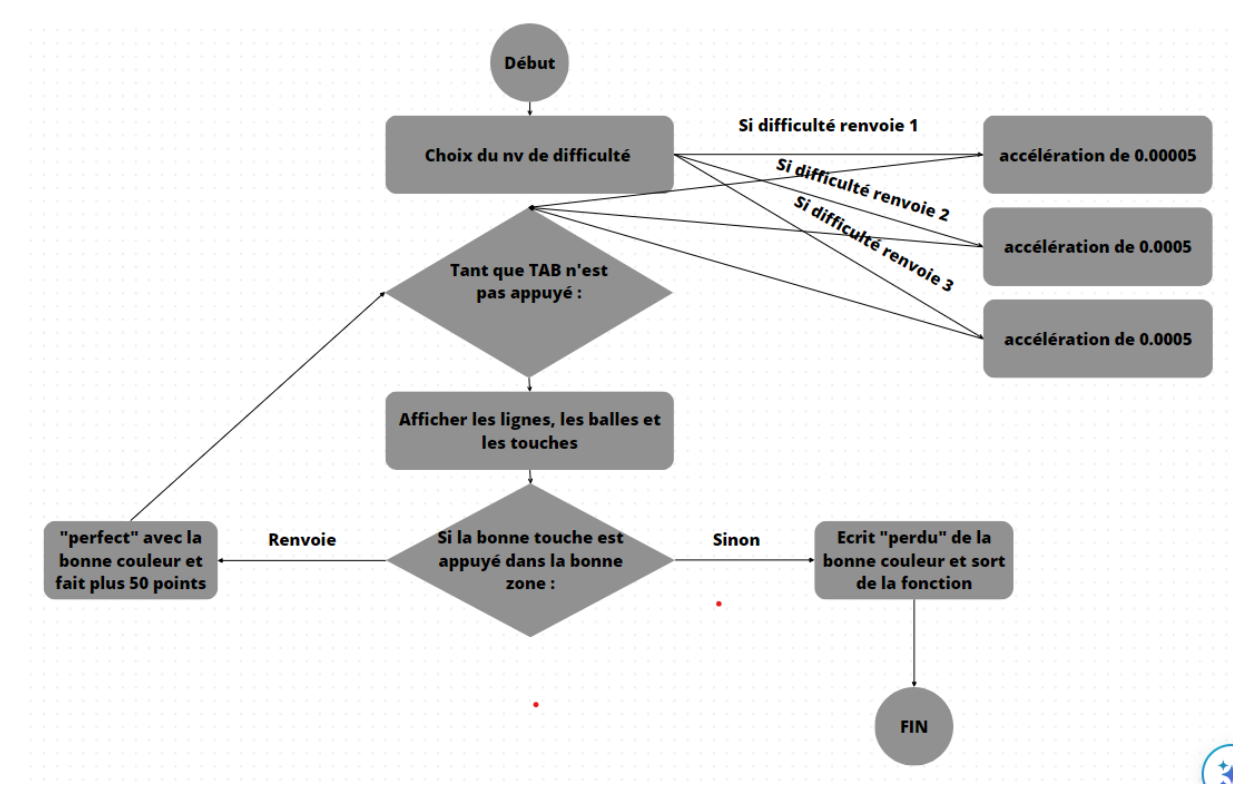 Début
Choix du nv de difficulté
Si difficulté renvoie 1
accélération de 0.00005
Si difficulté renvoie 2
accélération de 0.0005
Si difficulté renvoie 3
accélération de 0.0005
Tant que TAB n'est
pas appuyé :
Afficher les lignes, les balles et
les touches
Si la bonne touche est
appuyé dans la bonne
zone :
Renvoie
"perfect" avec la
bonne couleur et
fait plus 50 points
Sinon
Ecrit "perdu" de la
bonne couleur et sort
de la fonction
FIN